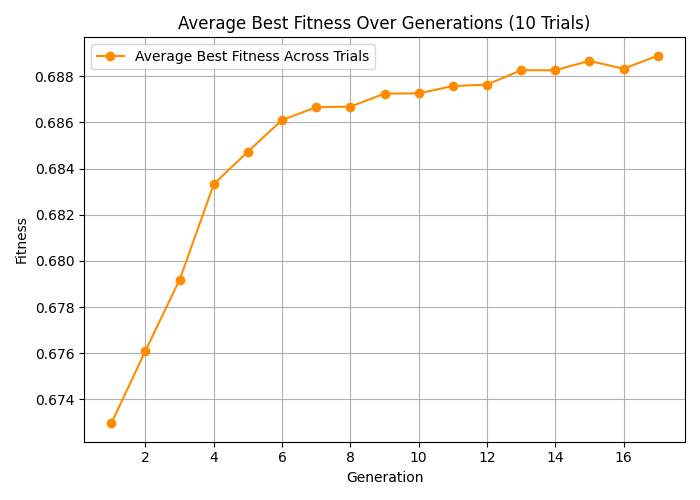 Average Best Fitness Over Generations (10 Trials)
Average Best Fitness Across Trials
0.688
0.686
0.684
0.682
0.680
0.678
0.676
0.674
Fitness
2 4 6 8 10 12 14 16
Generation